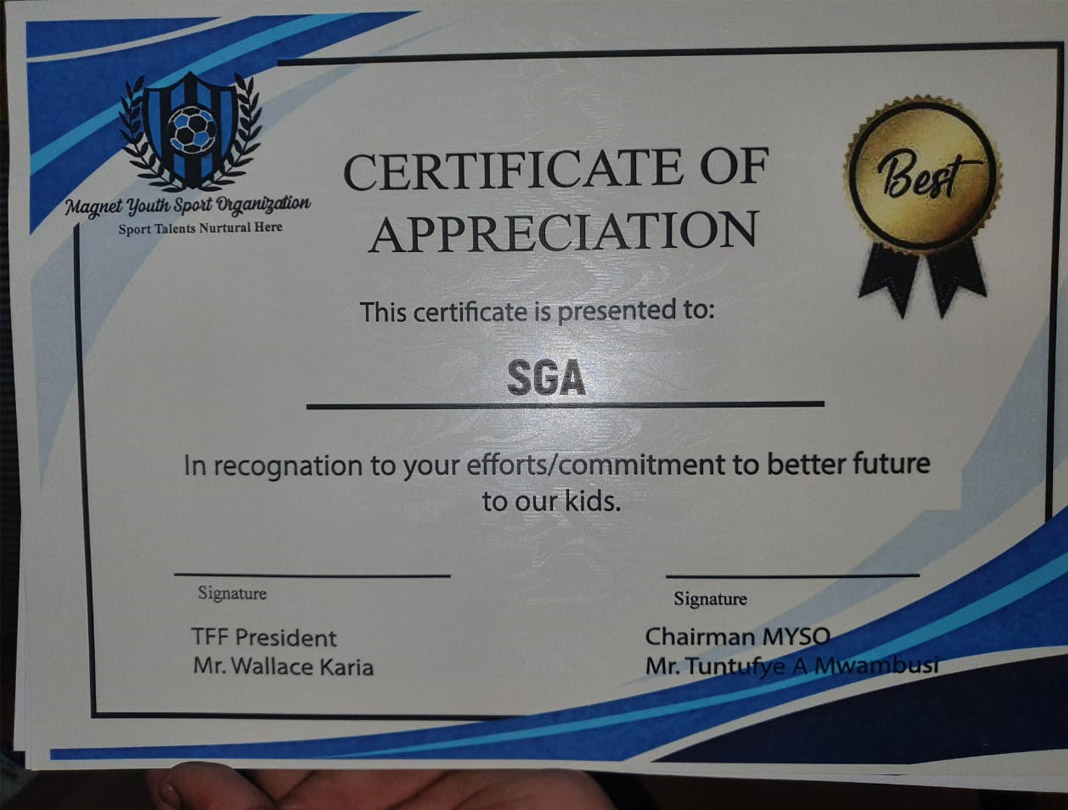 Magnet Youth Sport Organization
Sport Talents Nurtural Here
CERTIFICATE OF
APPRECIATION
Best
This certificate is presented to:
SGA
In recognation to your efforts/commitment to better future
to our kids.
Signature
TFF President
Mr. Wallace Karia
Signature
Chairman MYSO
Mr. Tuntufye A Mwambusi